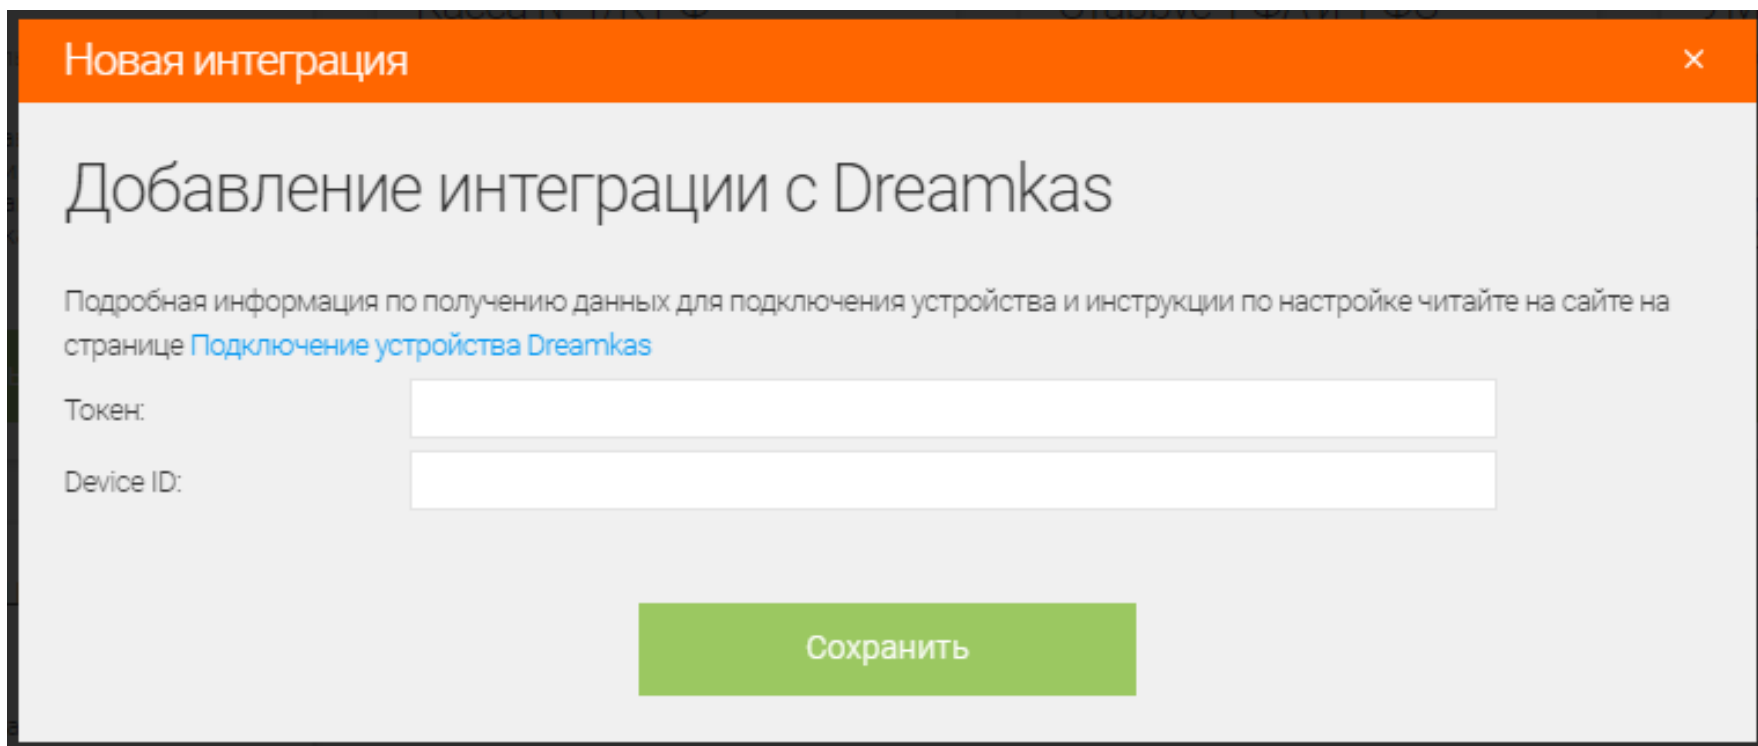 Новая интеграция
×
Добавление интеграции с Dreamkas
Подробная информация по получению данных для подключения устройства и инструкции по настройке читайте на сайте на
странице Подключение устройства Dreamkas
Токен:
Device ID:
Сохранить